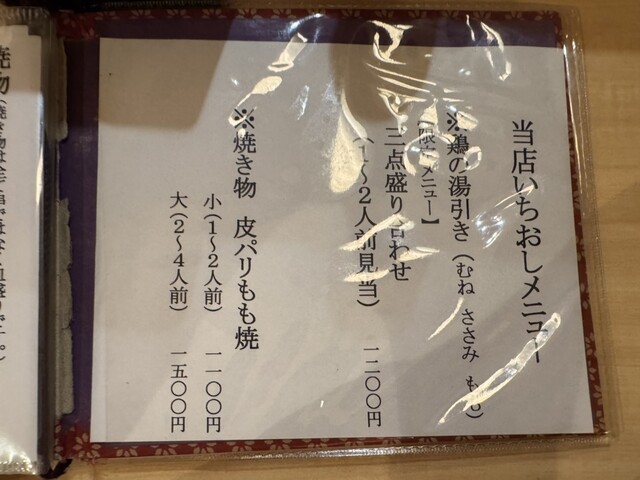 当店いちおしメニュー
※鶏の湯引き（むね　ささみ　もも）
【限定メニュー】
三点盛り合わせ
（1～2人前見当）　一二〇〇円
※焼き物　皮パリもも焼
小（1～2人前）　一一〇〇円
大（2～4人前）　一五〇〇円